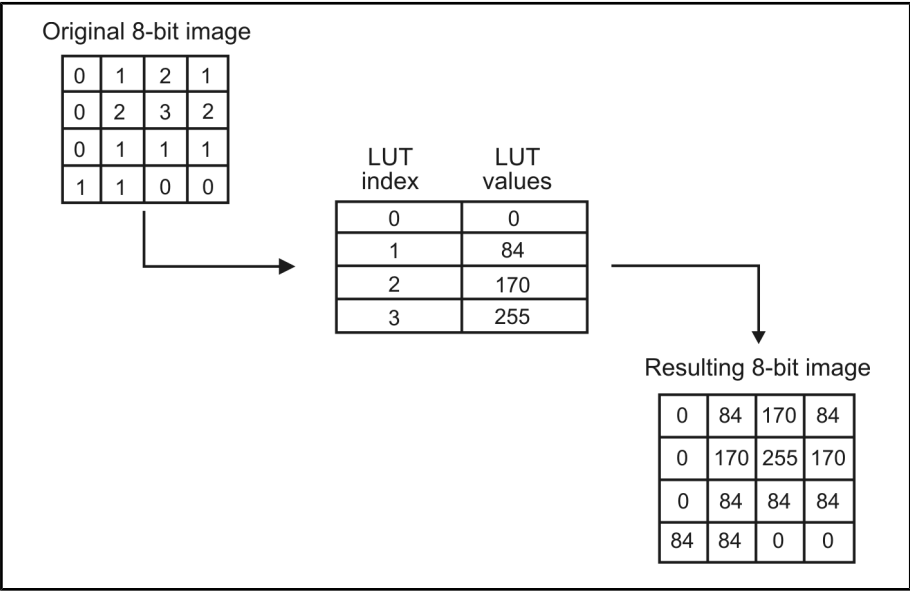 Original 8-bit image
0 1 2 1
0 2 3 2
0 1 1 1
1 1 0 0
LUT index LUT values
0 0
1 84
2 170
3 255
Resulting 8-bit image
0 84 170 84
0 170 255 170
0 84 84 84
84 84 0 0